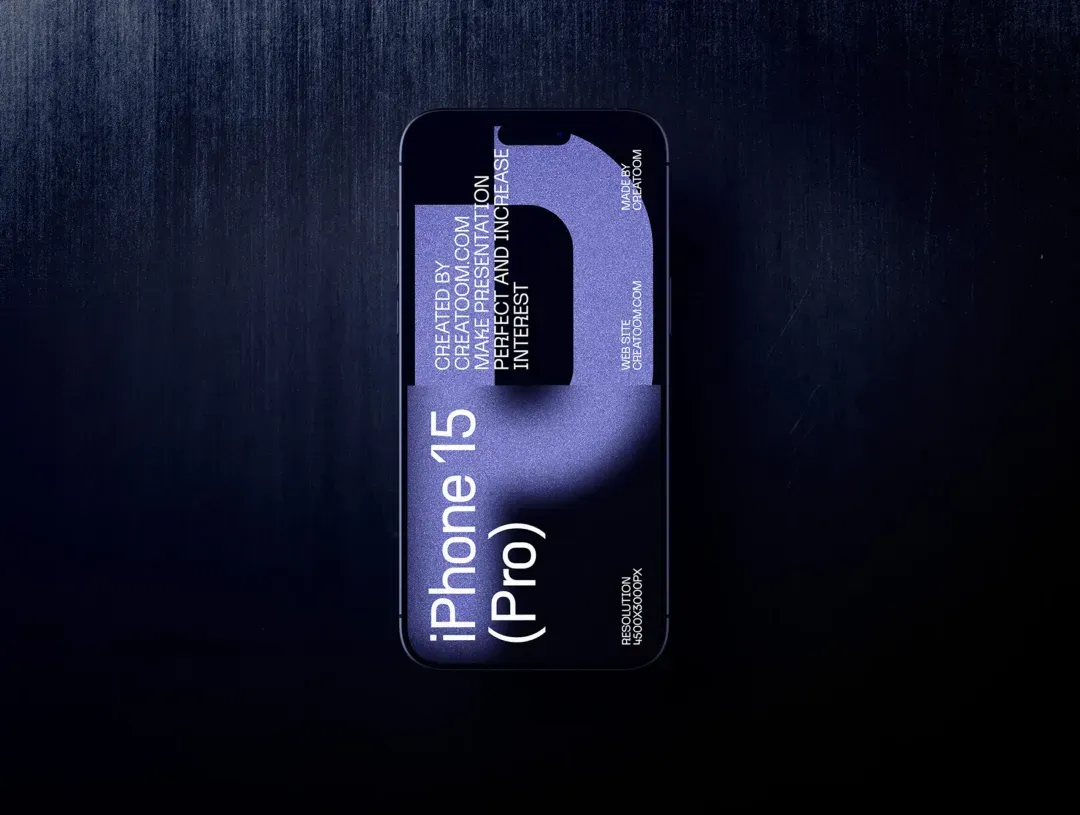 iPhone 15
(Pro)
CREATED BY
CREATOOM.COM
MAKE PRESENTATION
PERFECT AND INCREASE
INTEREST
RESOLUTION
4500X3000PX
WEB SITE
CREATOOM.COM
MADE BY
CREATOOM